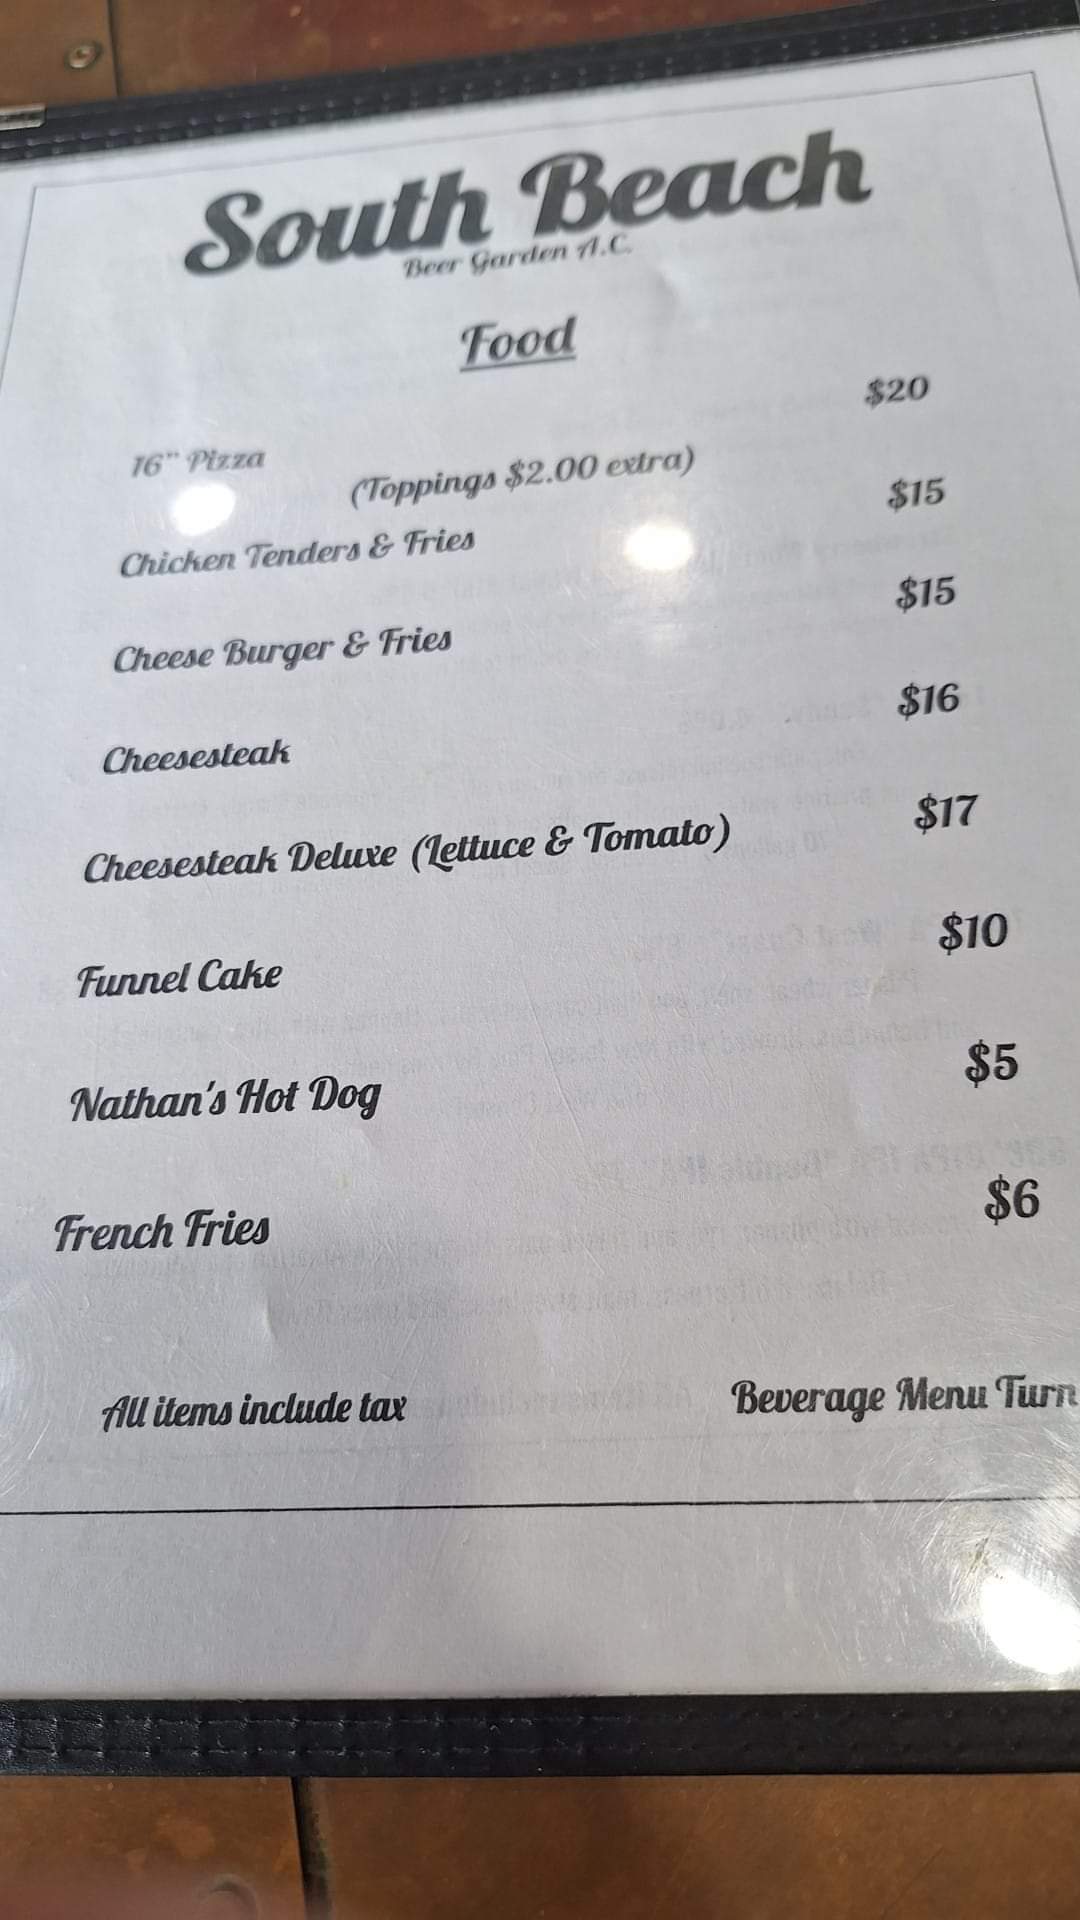 South Beach
Beer Garden A.C.
Food
16" Pizza $20
(Toppings $2.00 extra)
Chicken Tenders & Fries $15
Cheese Burger & Fries $15
Cheesesteak $16
Cheesesteak Deluxe (Lettuce & Tomato) $17
Funnel Cake $10
Nathan's Hot Dog $5
French Fries $6
All items include tax Beverage Menu Turn